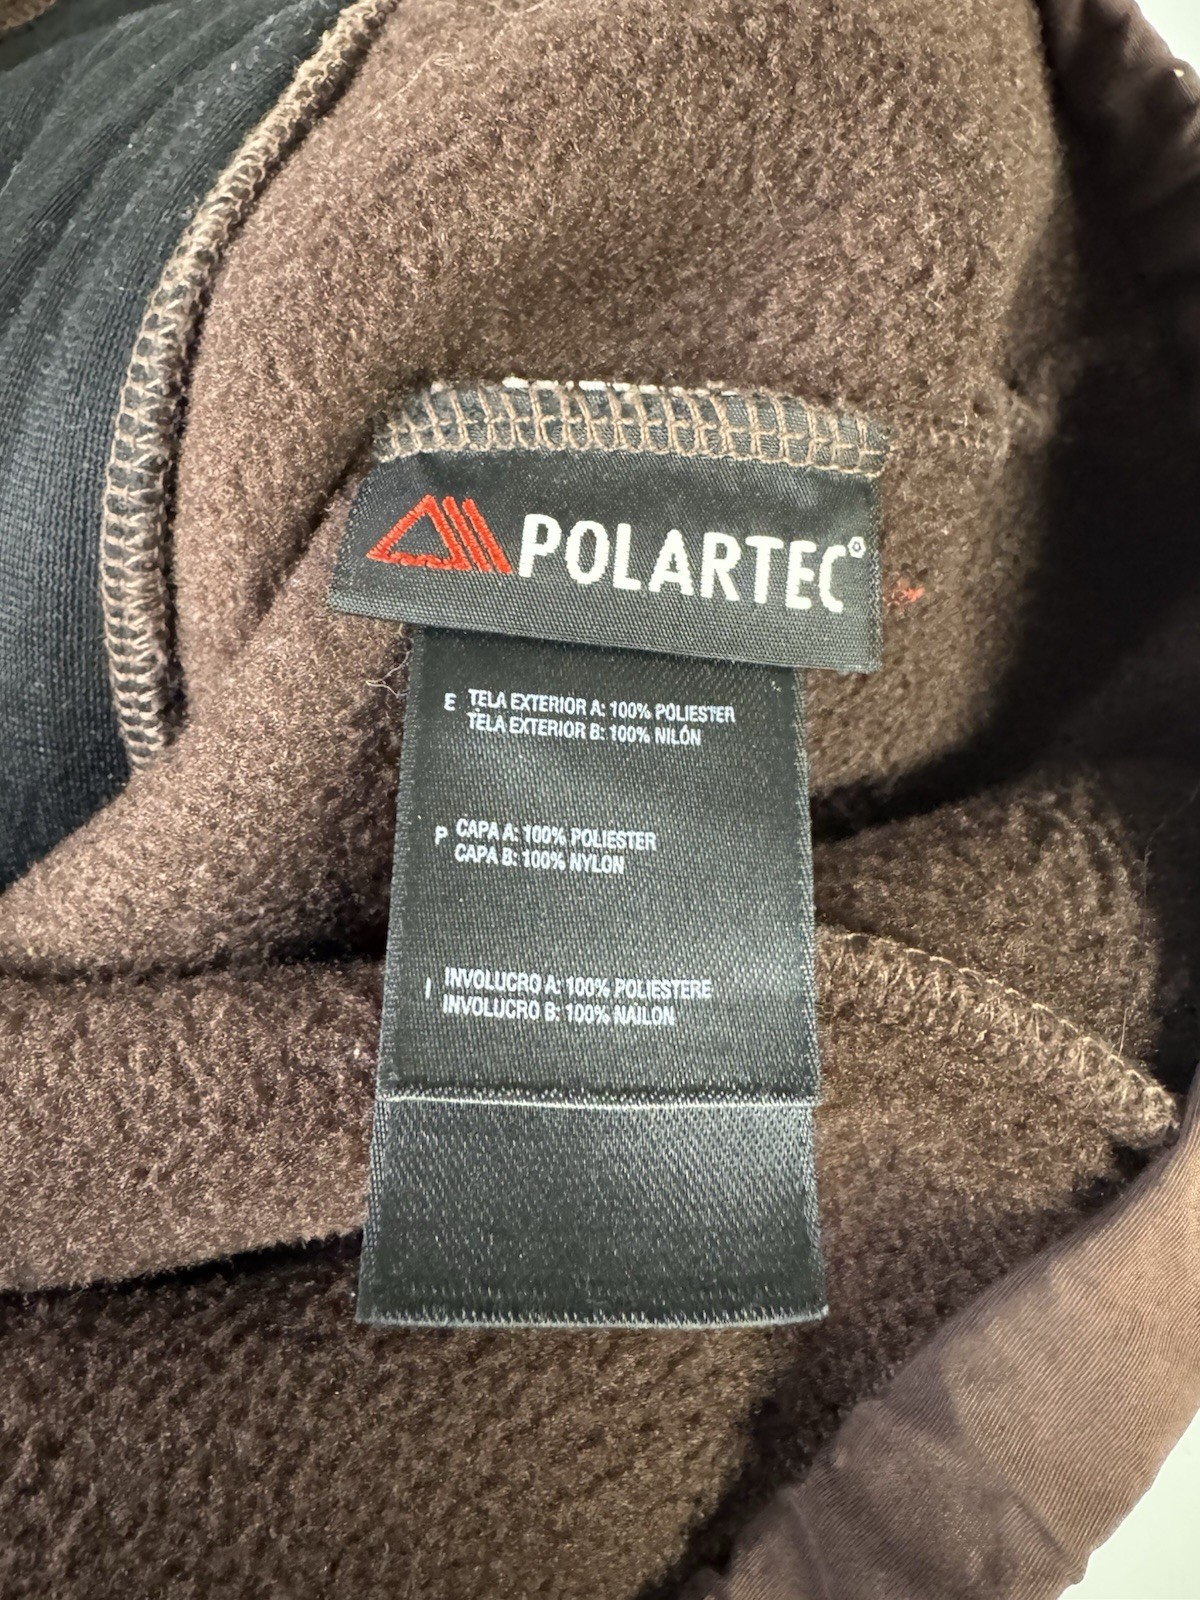 POLARTEC®
E TELA EXTERIOR A: 100% POLIESTER
TELA EXTERIOR B: 100% NILÓN
P CAPA A: 100% POLIESTER
CAPA B: 100% NYLON
I INVOLUCRO A: 100% POLIESTERE
INVOLUCRO B: 100% NAILON